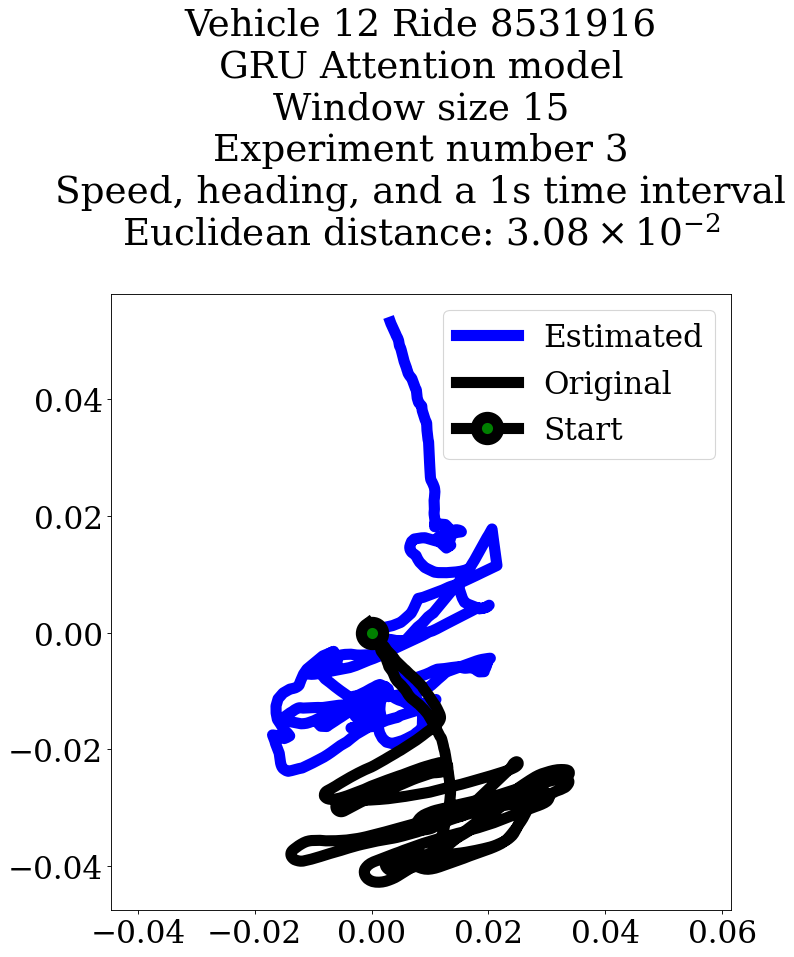 Vehicle 12 Ride 8531916
GRU Attention model
Window size 15
Experiment number 3
Speed, heading, and a 1s time interval
Euclidean distance: 3.08 × 10⁻²
Estimated
Original
Start
0.04
0.02
0.00
−0.02
−0.04
−0.04 −0.02 0.00 0.02 0.04 0.06